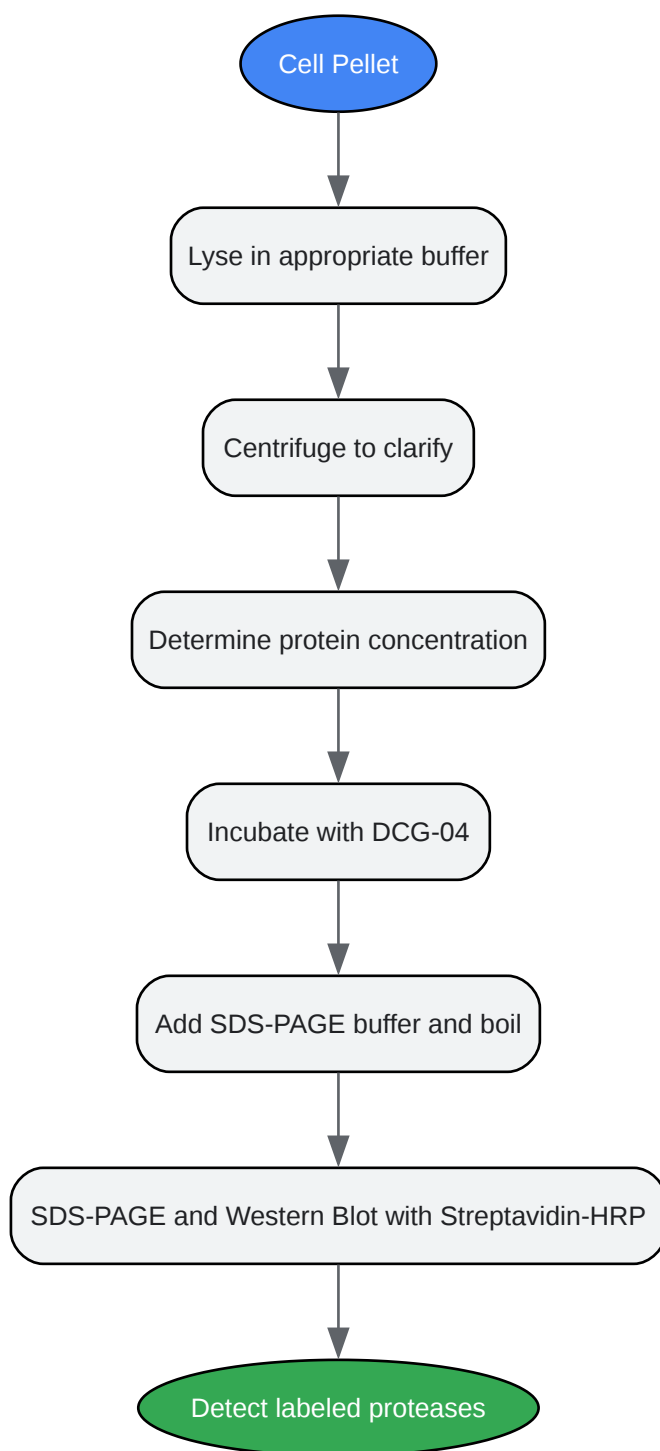 Cell Pellet
Lyse in appropriate buffer
Centrifuge to clarify
Determine protein concentration
Incubate with DCG-04
Add SDS-PAGE buffer and boil
SDS-PAGE and Western Blot with Streptavidin-HRP
Detect labeled proteases